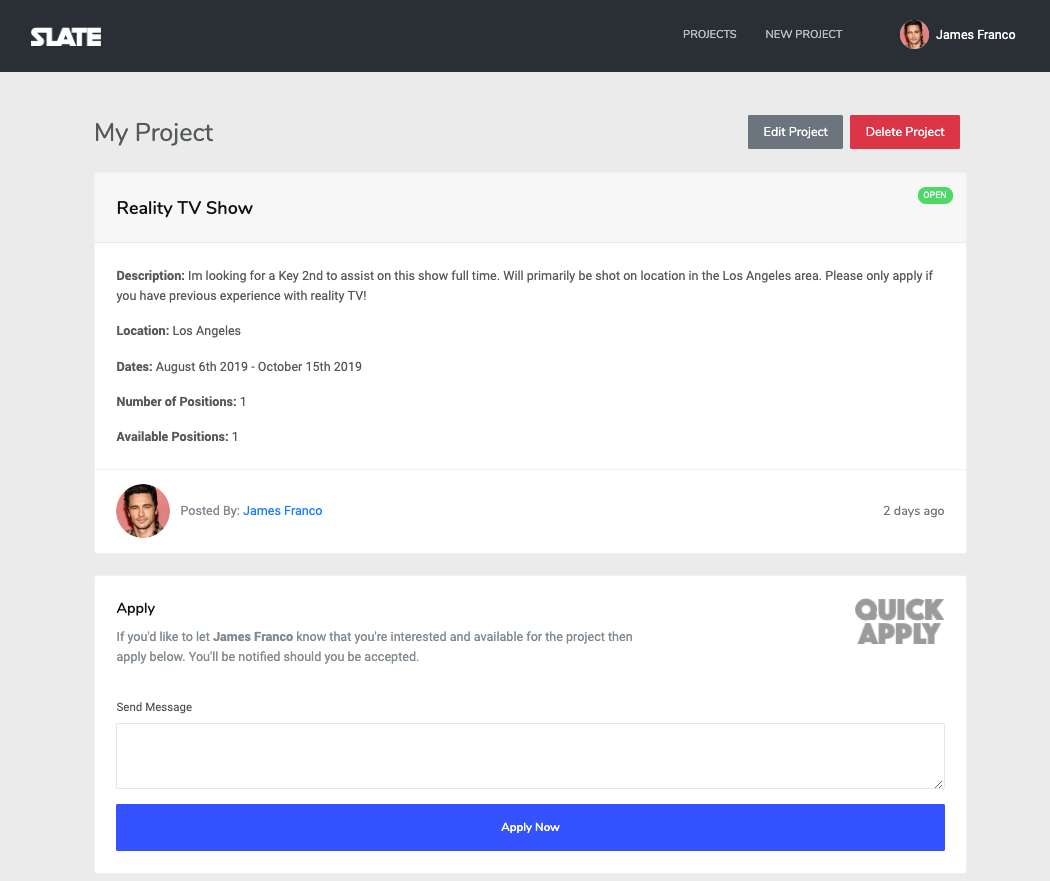 SLATE
PROJECTS
NEW PROJECT
James Franco
My Project
Edit Project
Delete Project
Reality TV Show
OPEN
Description: Im looking for a Key 2nd to assist on this show full time. Will primarily be shot on location in the Los Angeles area. Please only apply if
you have previous experience with reality TV!
Location: Los Angeles
Dates: August 6th 2019 - October 15th 2019
Number of Positions: 1
Available Positions: 1
Posted By: James Franco
2 days ago
Apply
QUICK
APPLY
If you'd like to let James Franco know that you're interested and available for the project then
apply below. You'll be notified should you be accepted.
Send Message
Apply Now